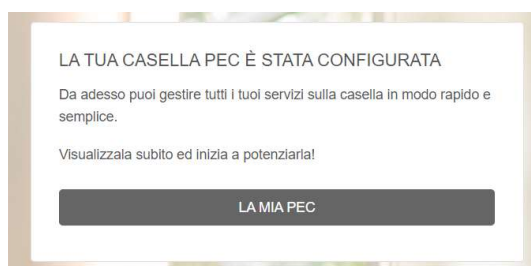 LA TUA CASELLA PEC È STATA CONFIGURATA
Da adesso puoi gestire tutti i tuoi servizi sulla casella in modo rapido e
semplice.
Visualizzala subito ed inizia a potenziarla!
LA MIA PEC